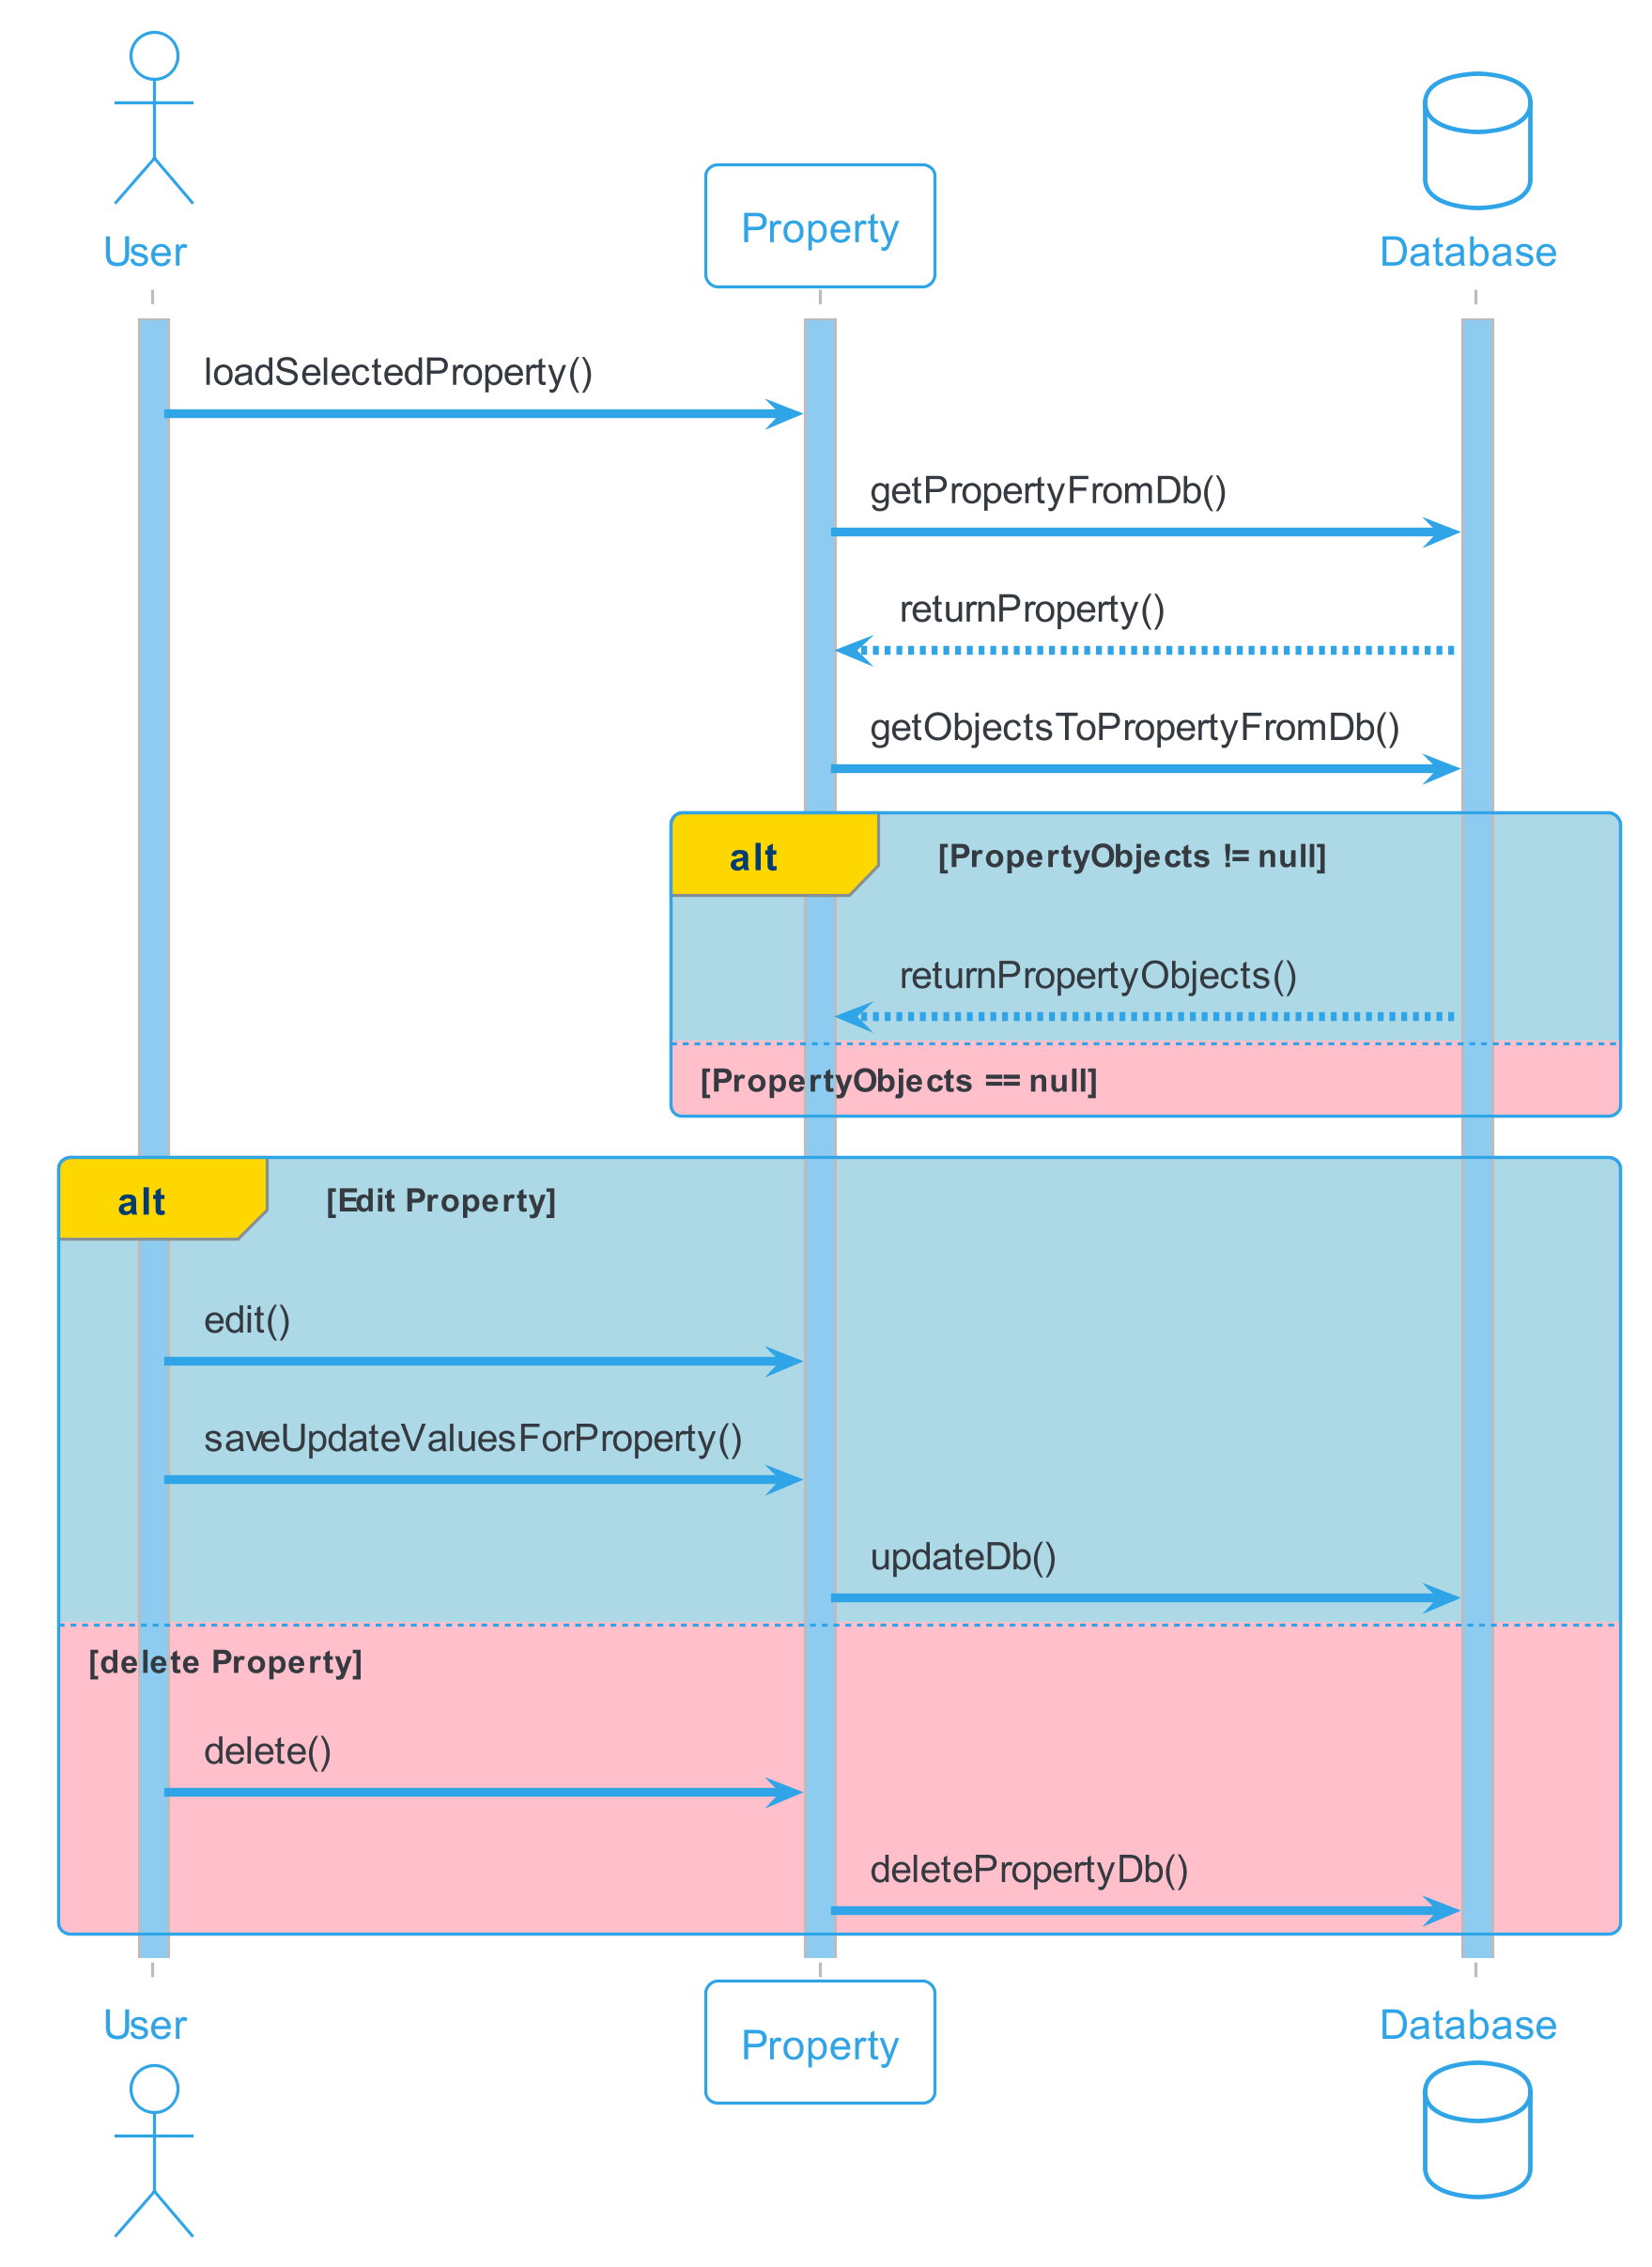 User
Property
Database
loadSelectedProperty()
getPropertyFromDb()
returnProperty()
getObjectsToPropertyFromDb()
alt [PropertyObjects != null]
returnPropertyObjects()
[PropertyObjects == null]
alt [Edit Property]
edit()
saveUpdateValuesForProperty()
updateDb()
[delete Property]
delete()
deletePropertyDb()
User
Property
Database